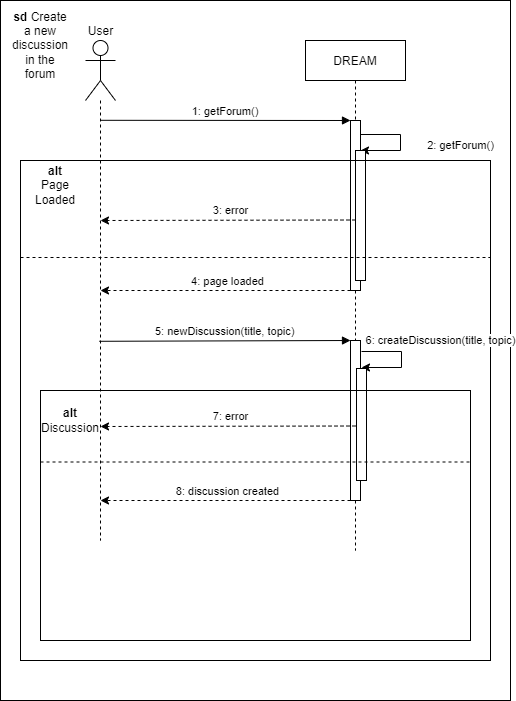 sd Create
a new
discussion
in the
forum
User
DREAM
1: getForum()
2: getForum()
alt
Page
Loaded
3: error
4: page loaded
5: newDiscussion(title, topic)
6: createDiscussion(title, topic)
alt
Discussion
7: error
8: discussion created